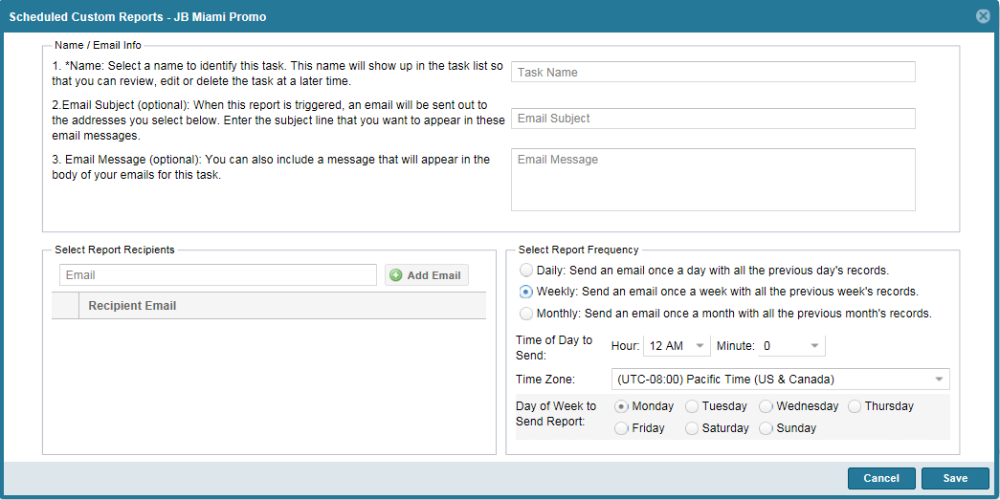 Scheduled Custom Reports - JB Miami Promo
Name / Email Info
1. *Name: Select a name to identify this task. This name will show up in the task list so
that you can review, edit or delete the task at a later time.
Task Name
2.Email Subject (optional): When this report is triggered, an email will be sent out to
the addresses you select below. Enter the subject line that you want to appear in these
email messages.
Email Subject
3. Email Message (optional): You can also include a message that will appear in the
body of your emails for this task.
Email Message
Select Report Recipients
Email
Add Email
Recipient Email
Select Report Frequency
Daily: Send an email once a day with all the previous day's records.
Weekly: Send an email once a week with all the previous week's records.
Monthly: Send an email once a month with all the previous month's records.
Time of Day to
Send:
Hour: 12 AM Minute: 0
Time Zone: (UTC-08:00) Pacific Time (US & Canada)
Day of Week to
Send Report:
Monday Tuesday Wednesday Thursday
Friday Saturday Sunday
Cancel Save